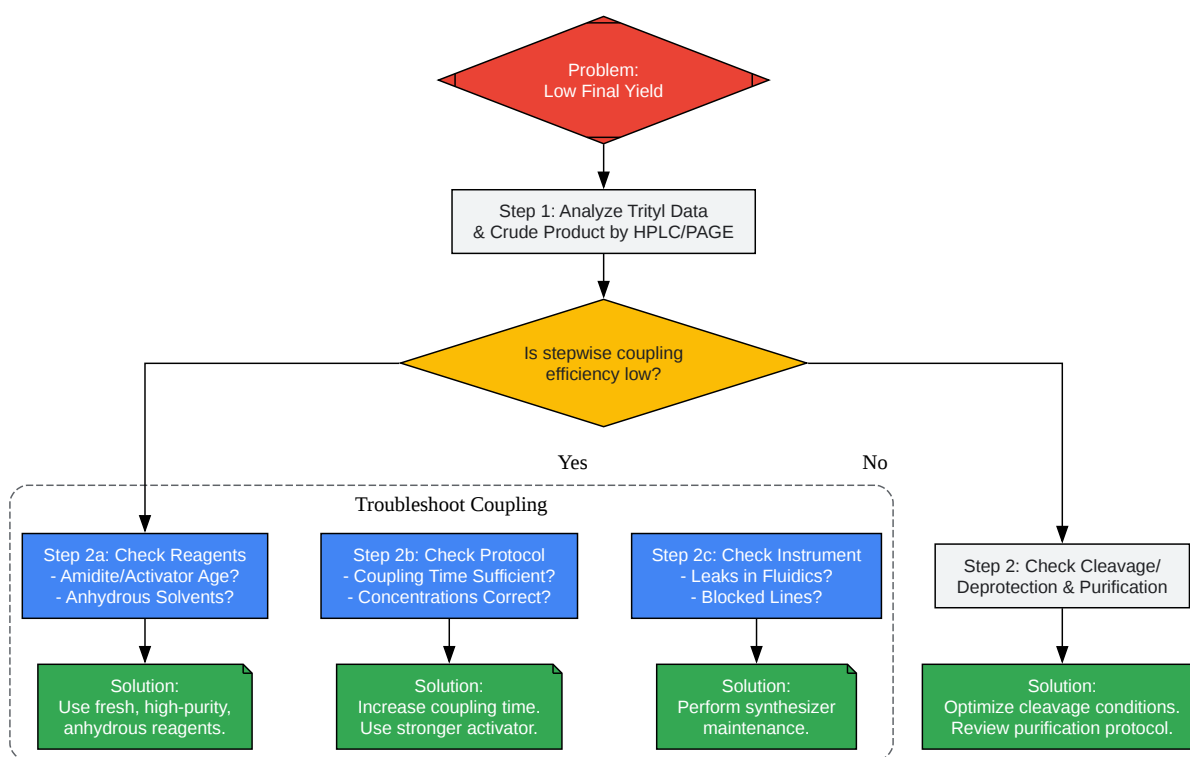 Problem:
Low Final Yield
Step 1: Analyze Trityl Data
& Crude Product by HPLC/PAGE
Is stepwise coupling
efficiency low?
Yes
No
Troubleshoot Coupling
Step 2a: Check Reagents
- Amidite/Activator Age?
- Anhydrous Solvents?
Step 2b: Check Protocol
- Coupling Time Sufficient?
- Concentrations Correct?
Step 2c: Check Instrument
- Leaks in Fluidics?
- Blocked Lines?
Step 2: Check Cleavage/
Deprotection & Purification
Solution:
Use fresh, high-purity,
anhydrous reagents.
Solution:
Increase coupling time.
Use stronger activator.
Solution:
Perform synthesizer
maintenance.
Solution:
Optimize cleavage conditions.
Review purification protocol.